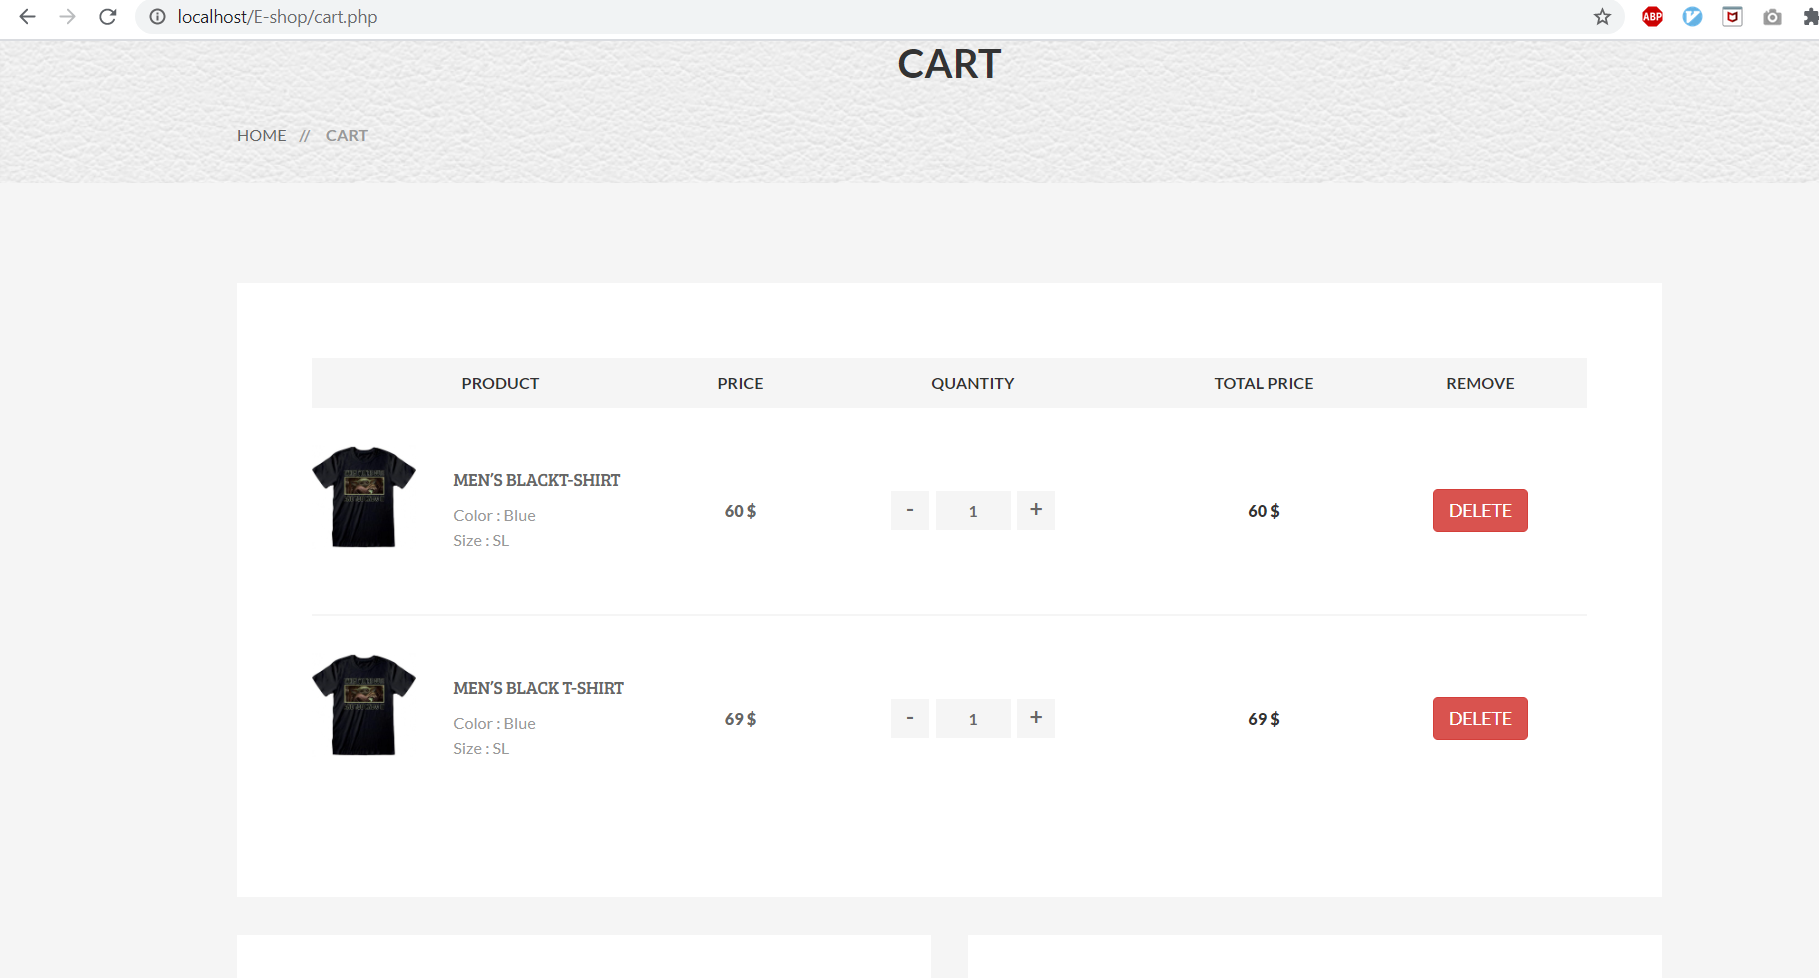 localhost/E-shop/cart.php
ABP
CART
HOME // CART
PRODUCT PRICE QUANTITY TOTAL PRICE REMOVE
MEN'S BLACKT-SHIRT
Color : Blue
Size : SL
60 $
- 1 +
60 $
DELETE
MEN'S BLACK T-SHIRT
Color : Blue
Size : SL
69 $
- 1 +
69 $
DELETE